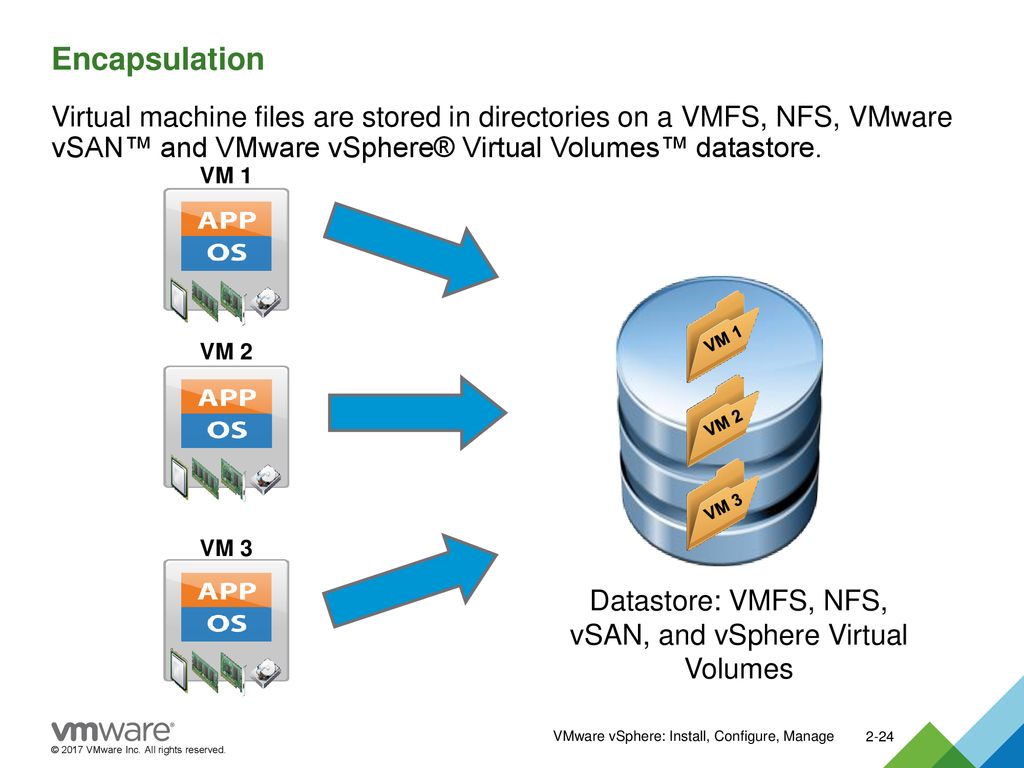 Encapsulation
Virtual machine files are stored in directories on a VMFS, NFS, VMware
vSAN™ and VMware vSphere® Virtual Volumes™ datastore.
VM 1
APP
OS
VM 2
APP
OS
VM 3
APP
OS
VM 1
VM 2
VM 3
Datastore: VMFS, NFS,
vSAN, and vSphere Virtual
Volumes
vmware®
© 2017 VMware Inc. All rights reserved.
VMware vSphere: Install, Configure, Manage
2-24